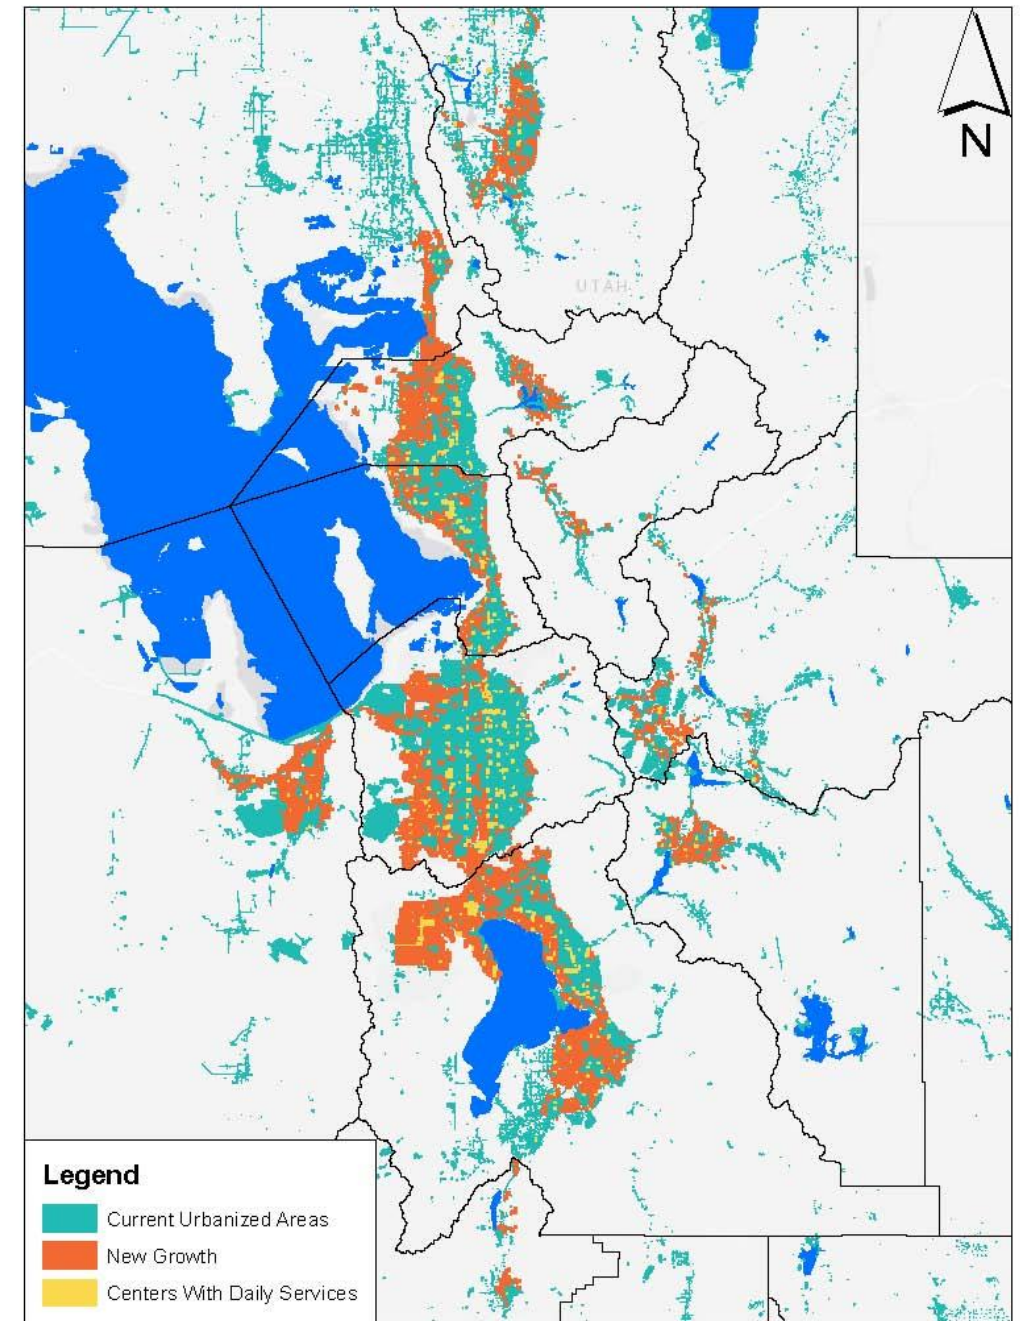 N
UTAH
Legend
Current Urbanized Areas
New Growth
Centers With Daily Services